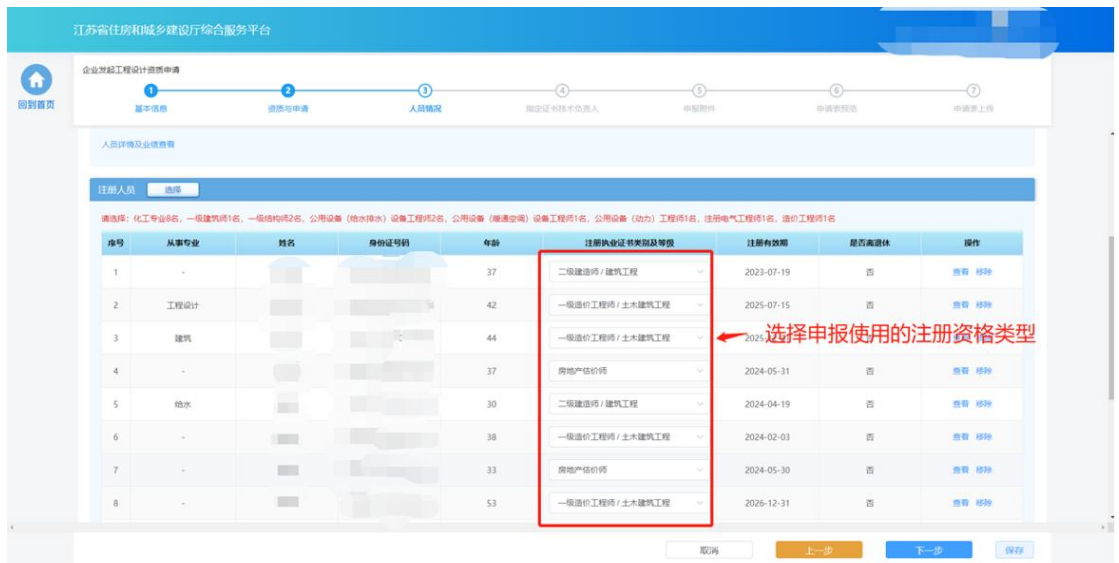 江苏省住房和城乡建设厅综合服务平台
回到首页
企业发起工程设计资质申请
1 2 3 4 5 6 7
基本信息 资质与申请 人员情况 指定证书技术负责人 申报附件 申请表预览 申请表上传
人员详情及业绩查看
注册人员 选择
请选择：化工专业8名，一级建筑师1名，一级结构师2名，公用设备（给水排水）设备工程师2名，公用设备（暖通空调）设备工程师1名，公用设备（动力）工程师1名，注册电气工程师1名，造价工程师1名
序号 从事专业 姓名 身份证号码 年龄 注册执业证书类别及等级 注册有效期 是否离退休 操作
1 - 37 二级建造师 / 建筑工程 2023-07-19 否 查看 移除
2 工程设计 42 一级造价工程师 / 土木建筑工程 2025-07-15 否 查看 移除
3 建筑 44 一级造价工程师 / 土木建筑工程 2025-
选择申报使用的注册资格类型
4 - 37 房地产估价师 2024-05-31 否 查看 移除
5 给水 30 二级建造师 / 建筑工程 2024-04-19 否 查看 移除
6 - 38 一级造价工程师 / 土木建筑工程 2024-02-03 否 查看 移除
7 - 33 房地产估价师 2024-05-30 否 查看 移除
8 - 53 一级造价工程师 / 土木建筑工程 2026-12-31 否 查看 移除
取消 上一步 下一步 保存